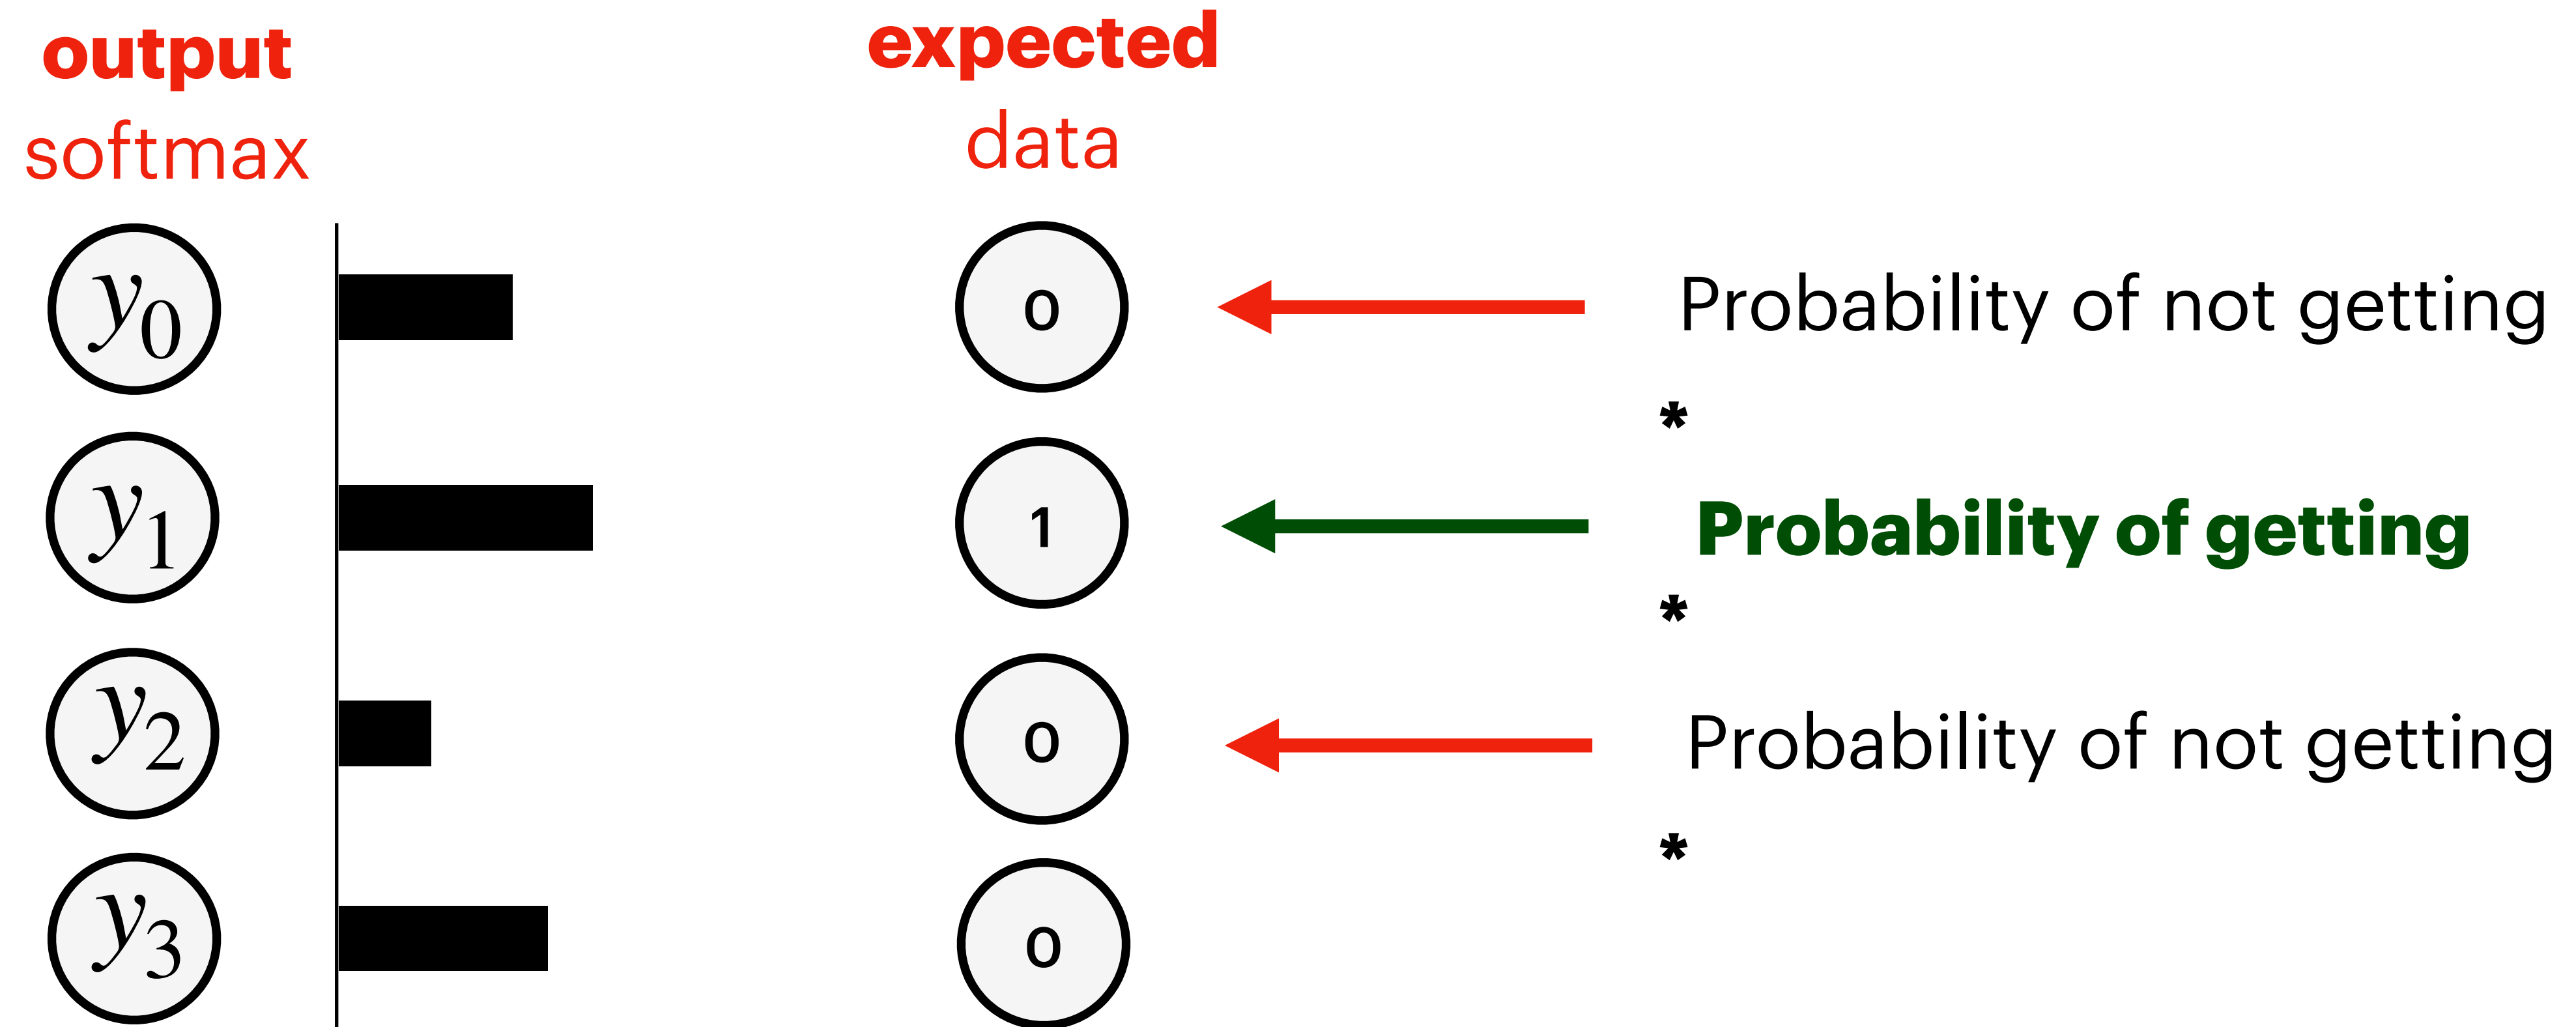 output
softmax
expected
data
y0
0
Probability of not getting
*
y1
1
Probability of getting
*
y2
0
Probability of not getting
*
y3
0